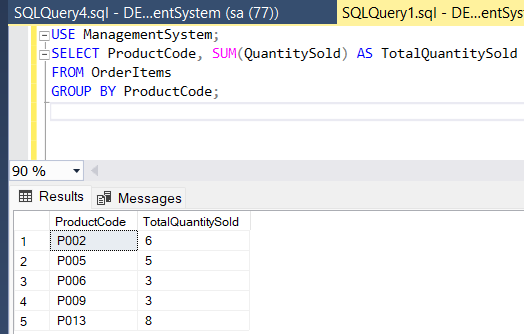 SQLQuery4.sql - DE...entSystem (sa (77)) SQLQuery1.sql - DE...entSys
USE ManagementSystem;
SELECT ProductCode, SUM(QuantitySold) AS TotalQuantitySold
FROM OrderItems
GROUP BY ProductCode;
90 %
Results Messages
ProductCode TotalQuantitySold
1 P002 6
2 P005 5
3 P006 3
4 P009 3
5 P013 8